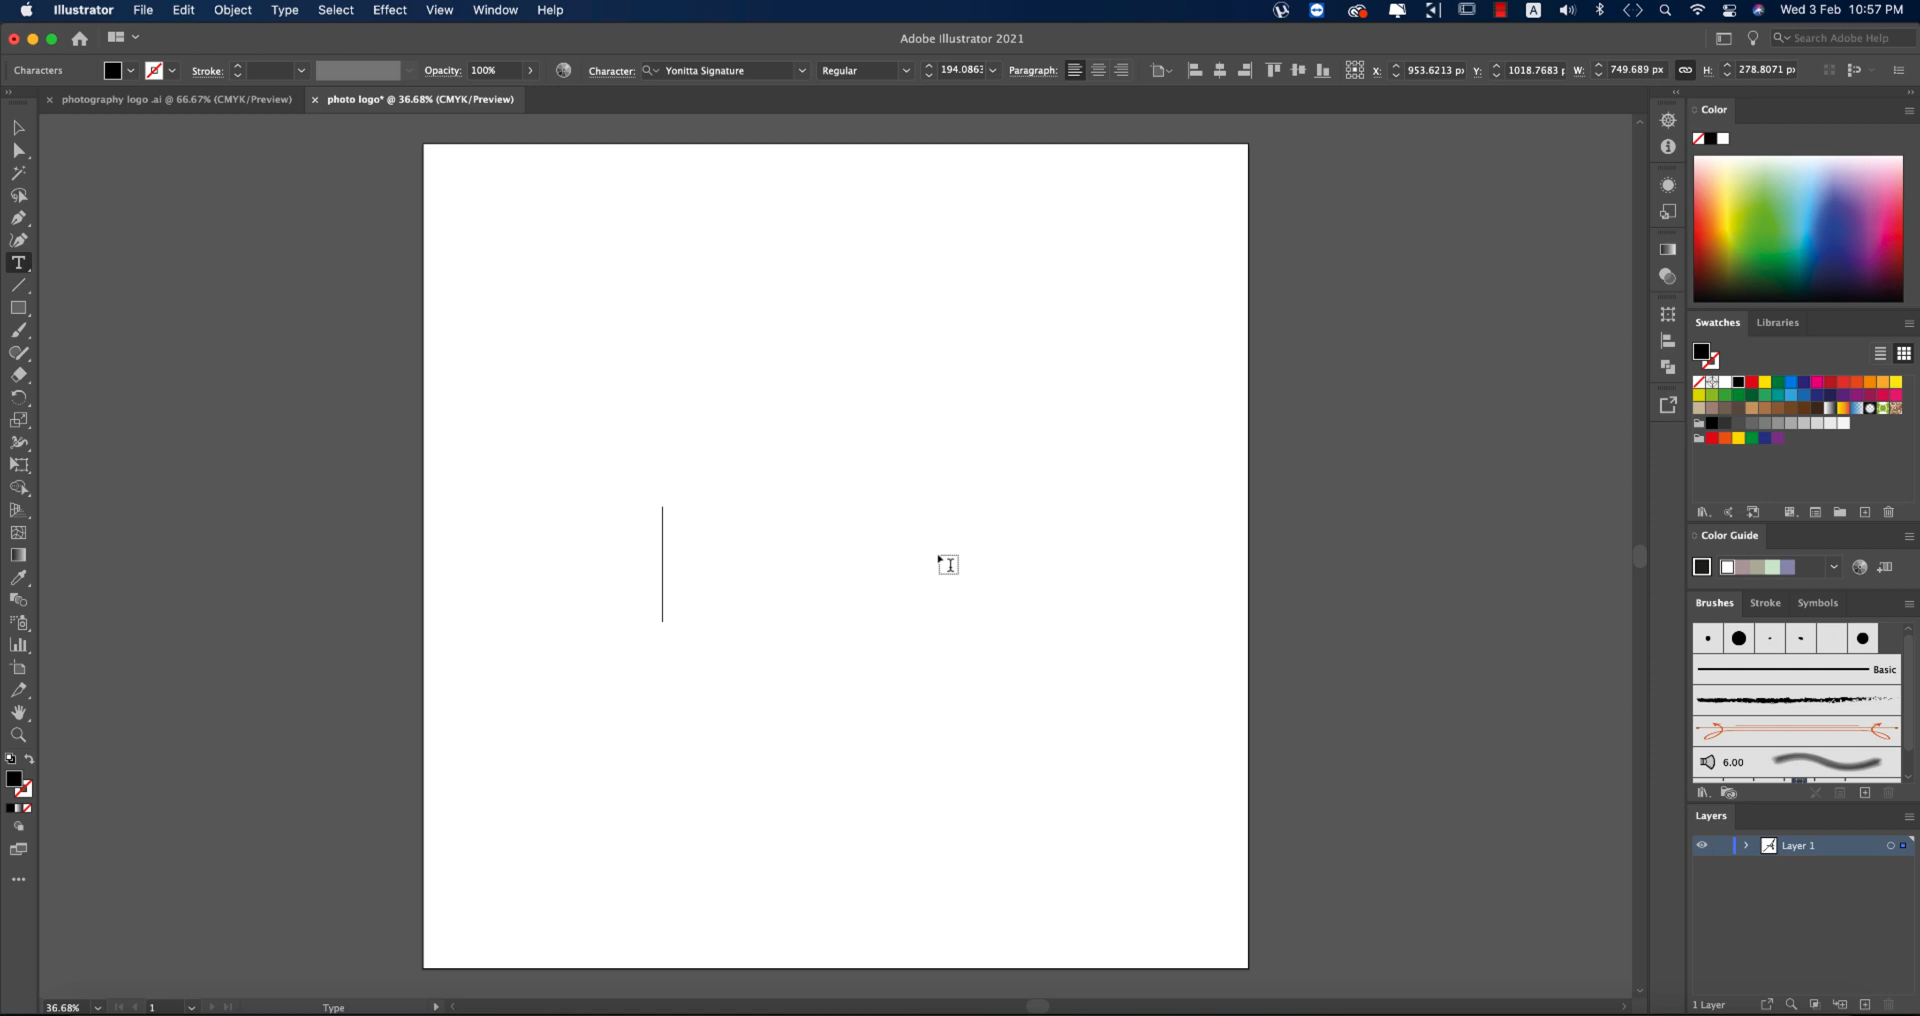 Illustrator File Edit Object Type Select Effect View Window Help
A
Wed 3 Feb 10:57 PM
Adobe Illustrator 2021
Search Adobe Help
Characters
Stroke:
Opacity: 100%
Character: Yonitta Signature
Regular
194.0863
Paragraph:
X: 953.6213 p
Y: 1018.7683
W: 749.689 px
H: 278.8071 p
× photography logo .ai @ 66.67% (CMYK/Preview)
× photo logo* @ 36.68% (CMYK/Preview)
Color
Swatches Libraries
Color Guide
Brushes Stroke Symbols
Basic
6.00
Layers
Layer 1
1 Layer
36.68%
1
Type